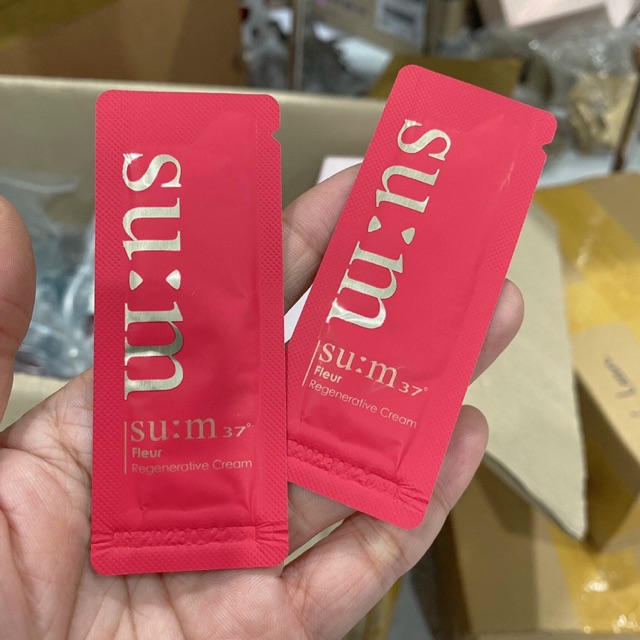 su:m
su:m37°
Fleur
Regenerative Cream
su:m
su:m37°
Fleur
Regenerative Cream